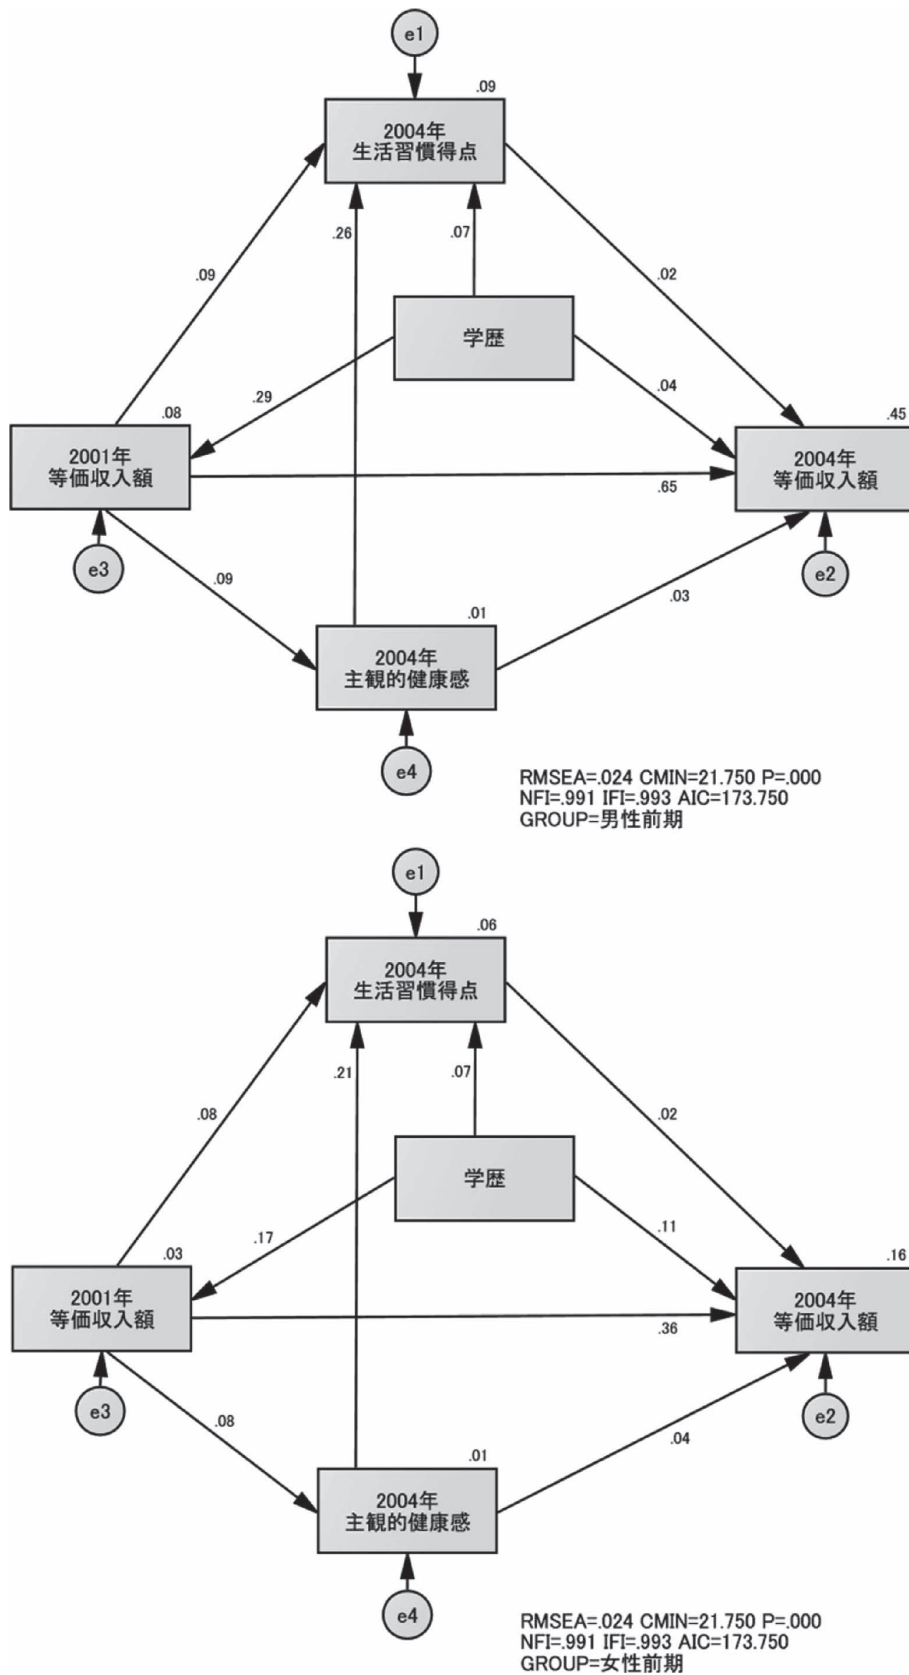 e1
.09
2004年
生活習慣得点
.26
.07
.09
.02
学歴
.29
.04
.08
2001年
等価収入額
.45
2004年
等価収入額
.65
e3
e2
.09
.03
.01
2004年
主観的健康感
e4
RMSEA=.024 CMIN=21.750 P=.000
NFI=.991 IFI=.993 AIC=173.750
GROUP=男性前期
e1
.06
2004年
生活習慣得点
.21
.07
.08
.02
学歴
.17
.11
.03
2001年
等価収入額
.16
2004年
等価収入額
.36
e3
e2
.08
.04
.01
2004年
主観的健康感
e4
RMSEA=.024 CMIN=21.750 P=.000
NFI=.991 IFI=.993 AIC=173.750
GROUP=女性前期